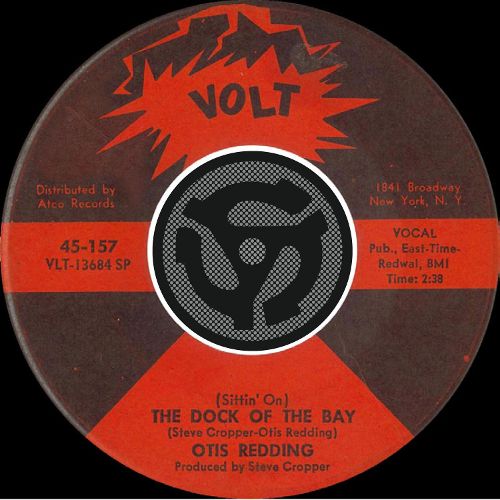 VOLT
Distributed by
Atco Records
1841 Broadway
New York, N. Y.
45-157
VLT-13684 SP
VOCAL
Pub., East-Time-
Redwal, BMI
Time: 2:38
(Sittin' On)
THE DOCK OF THE BAY
(Steve Cropper-Otis Redding)
OTIS REDDING
Produced by Steve Cropper